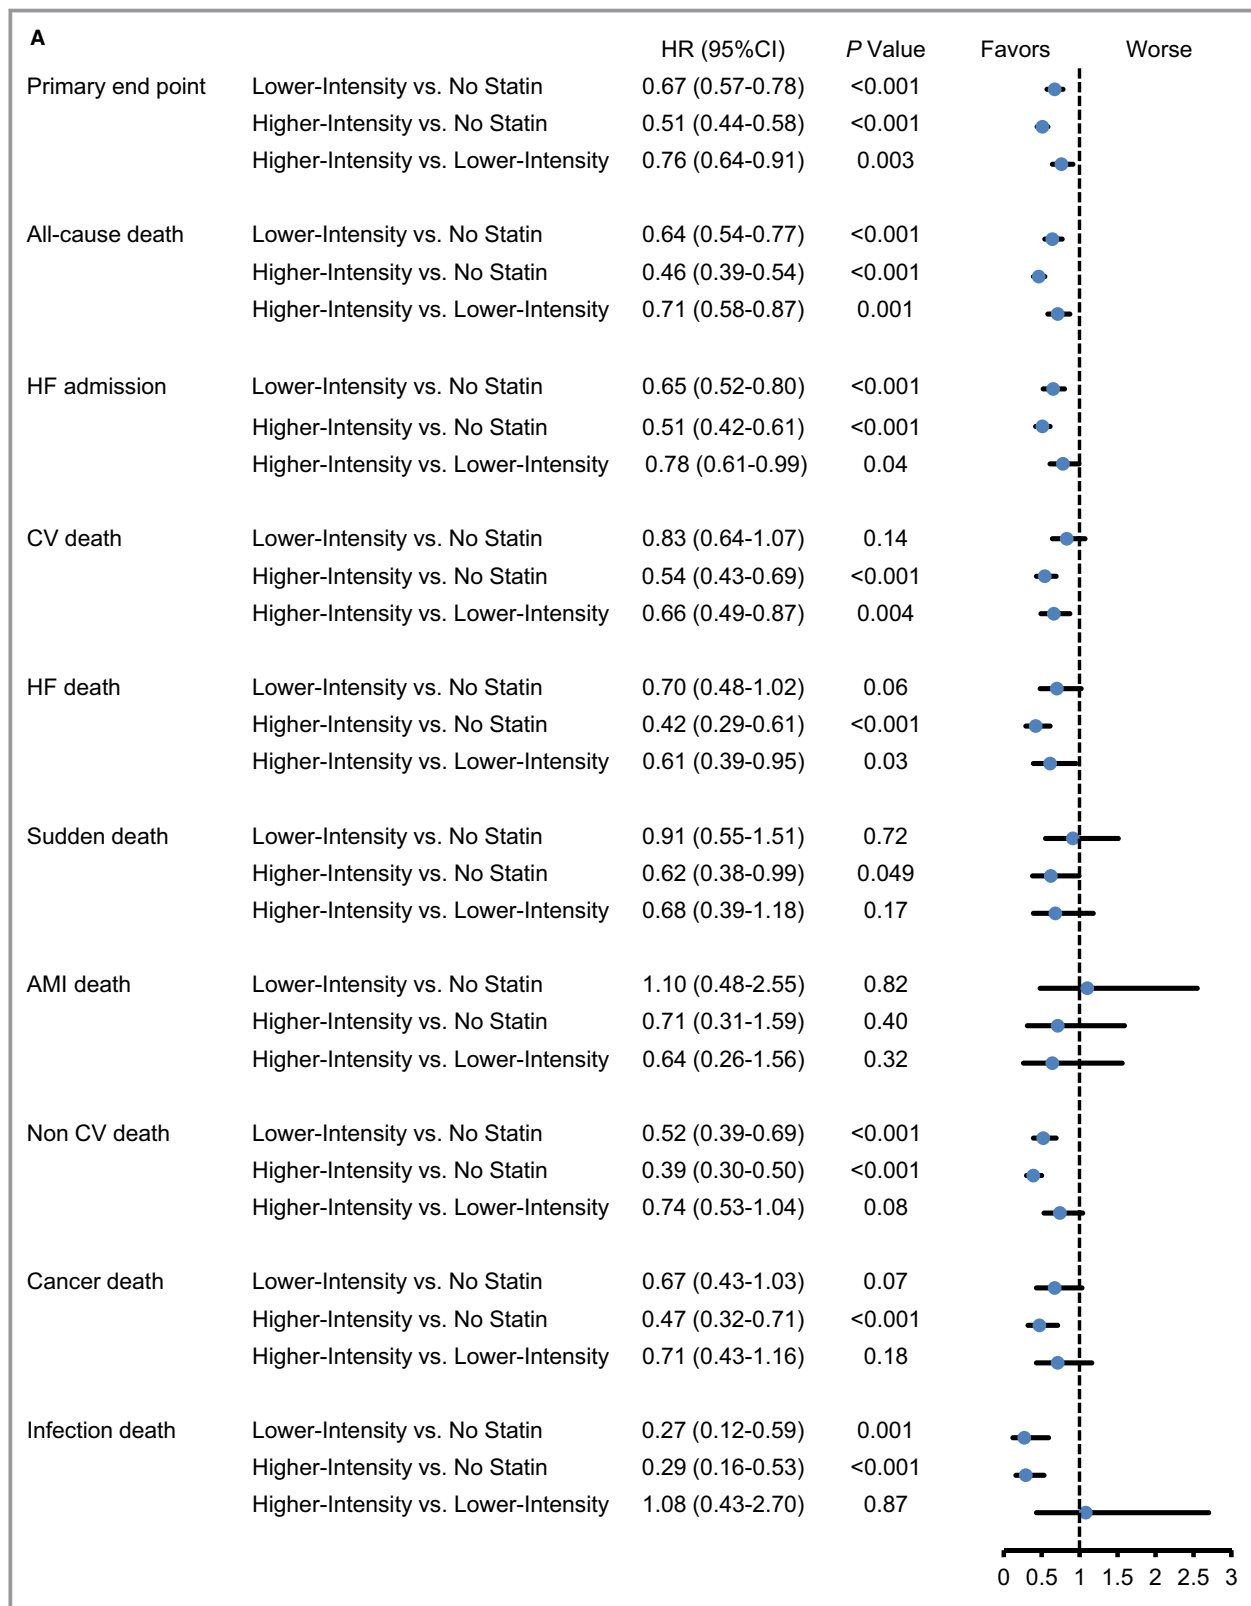 A
HR (95%CI) P Value Favors Worse
Primary end point Lower-Intensity vs. No Statin 0.67 (0.57-0.78) <0.001
Higher-Intensity vs. No Statin 0.51 (0.44-0.58) <0.001
Higher-Intensity vs. Lower-Intensity 0.76 (0.64-0.91) 0.003
All-cause death Lower-Intensity vs. No Statin 0.64 (0.54-0.77) <0.001
Higher-Intensity vs. No Statin 0.46 (0.39-0.54) <0.001
Higher-Intensity vs. Lower-Intensity 0.71 (0.58-0.87) 0.001
HF admission Lower-Intensity vs. No Statin 0.65 (0.52-0.80) <0.001
Higher-Intensity vs. No Statin 0.51 (0.42-0.61) <0.001
Higher-Intensity vs. Lower-Intensity 0.78 (0.61-0.99) 0.04
CV death Lower-Intensity vs. No Statin 0.83 (0.64-1.07) 0.14
Higher-Intensity vs. No Statin 0.54 (0.43-0.69) <0.001
Higher-Intensity vs. Lower-Intensity 0.66 (0.49-0.87) 0.004
HF death Lower-Intensity vs. No Statin 0.70 (0.48-1.02) 0.06
Higher-Intensity vs. No Statin 0.42 (0.29-0.61) <0.001
Higher-Intensity vs. Lower-Intensity 0.61 (0.39-0.95) 0.03
Sudden death Lower-Intensity vs. No Statin 0.91 (0.55-1.51) 0.72
Higher-Intensity vs. No Statin 0.62 (0.38-0.99) 0.049
Higher-Intensity vs. Lower-Intensity 0.68 (0.39-1.18) 0.17
AMI death Lower-Intensity vs. No Statin 1.10 (0.48-2.55) 0.82
Higher-Intensity vs. No Statin 0.71 (0.31-1.59) 0.40
Higher-Intensity vs. Lower-Intensity 0.64 (0.26-1.56) 0.32
Non CV death Lower-Intensity vs. No Statin 0.52 (0.39-0.69) <0.001
Higher-Intensity vs. No Statin 0.39 (0.30-0.50) <0.001
Higher-Intensity vs. Lower-Intensity 0.74 (0.53-1.04) 0.08
Cancer death Lower-Intensity vs. No Statin 0.67 (0.43-1.03) 0.07
Higher-Intensity vs. No Statin 0.47 (0.32-0.71) <0.001
Higher-Intensity vs. Lower-Intensity 0.71 (0.43-1.16) 0.18
Infection death Lower-Intensity vs. No Statin 0.27 (0.12-0.59) 0.001
Higher-Intensity vs. No Statin 0.29 (0.16-0.53) <0.001
Higher-Intensity vs. Lower-Intensity 1.08 (0.43-2.70) 0.87
0 0.5 1 1.5 2 2.5 3